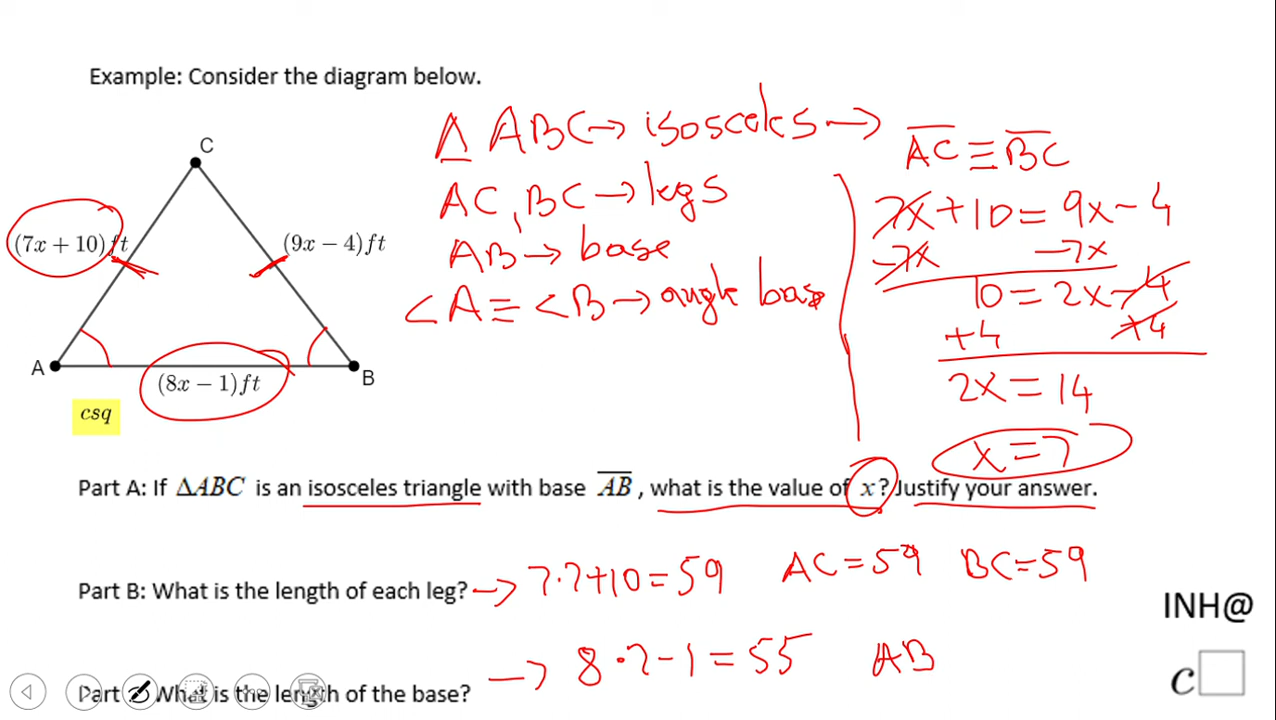 Example: Consider the diagram below.
Δ ABC → isosceles → AC ≅ BC
AC, BC → legs
AB → base
<A ≅ <B → angle base
7x + 10 = 9x - 4
-7x -7x
10 = 2x - 4
+4 +4
2x = 14
x = 7
C
(7x + 10) ft
(9x − 4) ft
A
B
(8x − 1) ft
csq
Part A: If ΔABC is an isosceles triangle with base AB, what is the value of x? Justify your answer.
Part B: What is the length of each leg? → 7·7+10 = 59 AC = 59 BC = 59
Part What is the length of the base? → 8·7-1 = 55 AB
INH@
c